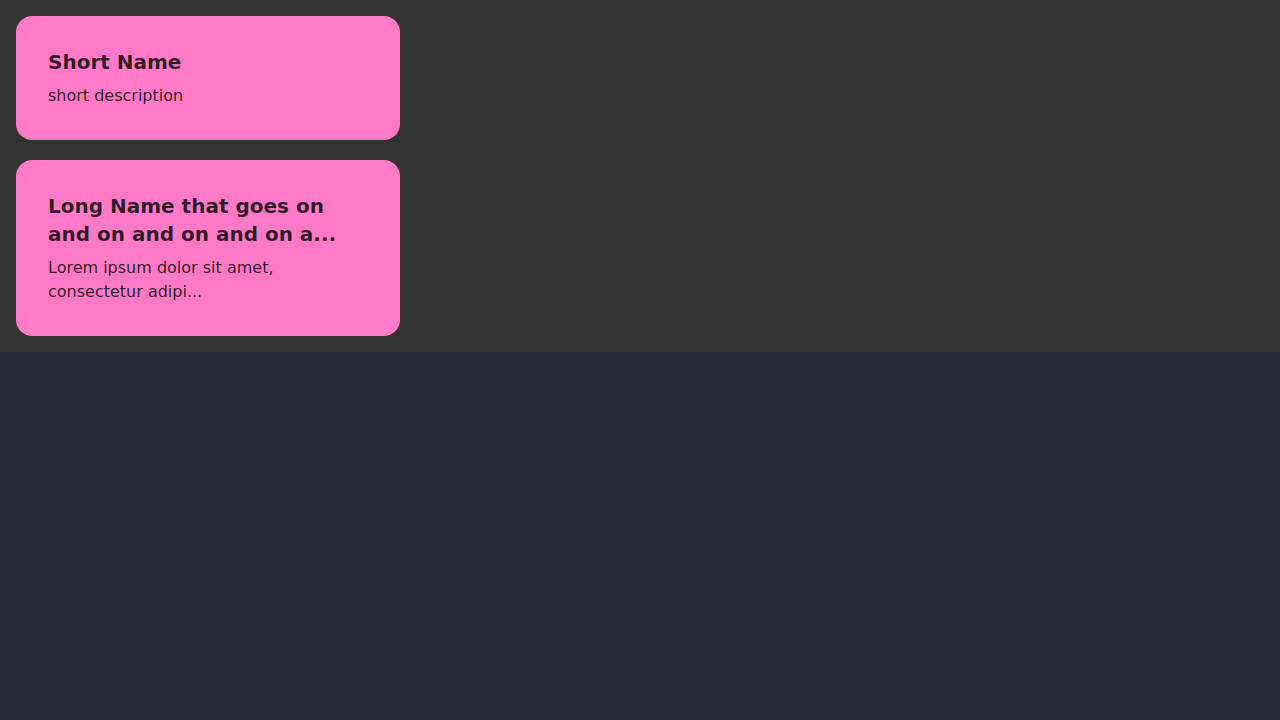 Short Name
short description
Long Name that goes on
and on and on and on a...
Lorem ipsum dolor sit amet,
consectetur adipi...